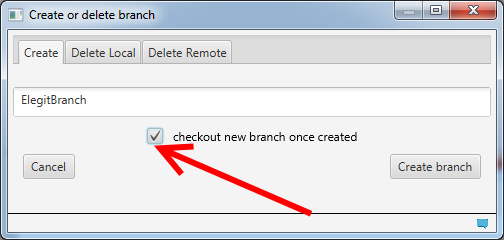 Create or delete branch
Create Delete Local Delete Remote
ElegitBranch
checkout new branch once created
Cancel Create branch